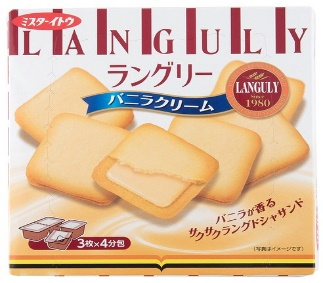 ミスターイトウ
LANGULY
ラングリー
バニラクリーム
LANGULY
Since
1980
バニラが香る
サクサクラングドシャサンド
3枚×4分包
(写真はイメージです)